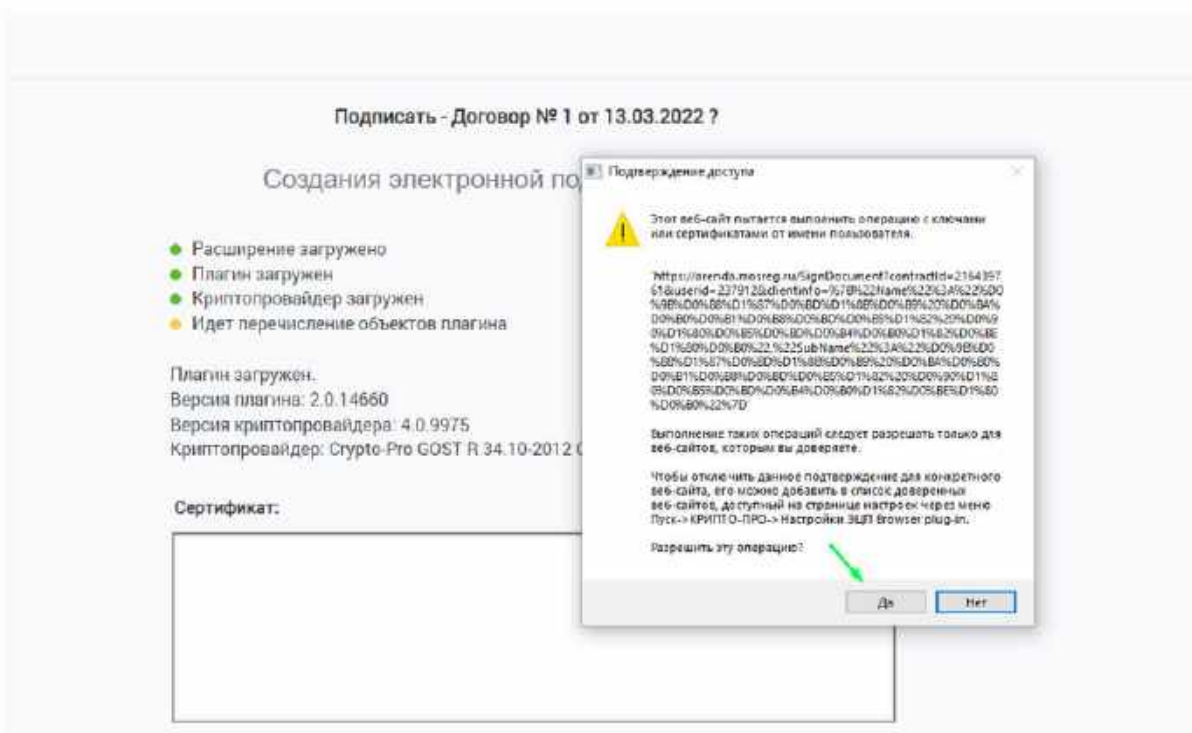 Подписать - Договор № 1 от 13.03.2022 ?
Создания электронной по
Расширение загружено
Плагин загружен
Криптопровайдер загружен
Идет перечисление объектов плагина
Плагин загружен.
Версия плагина: 2.0.14660
Версия криптопровайдера: 4.0.9975
Криптопровайдер: Crypto-Pro GOST R 34.10-2012
Сертификат:
Подтверждение доступа
Этот веб-сайт пытается выполнить операцию с ключами
или сертификатами от имени пользователя.
Выполнение таких операций следует разрешать только для
веб-сайтов, которым вы доверяете.
Чтобы отключить данное подтверждение для конкретного
веб-сайта, его можно добавить в список доверенных
веб-сайтов, доступный на странице настроек через меню
Пуск->КРИПТО-ПРО->Настройки ЭЦП Browser plug-in.
Разрешить эту операцию?
Да
Нет